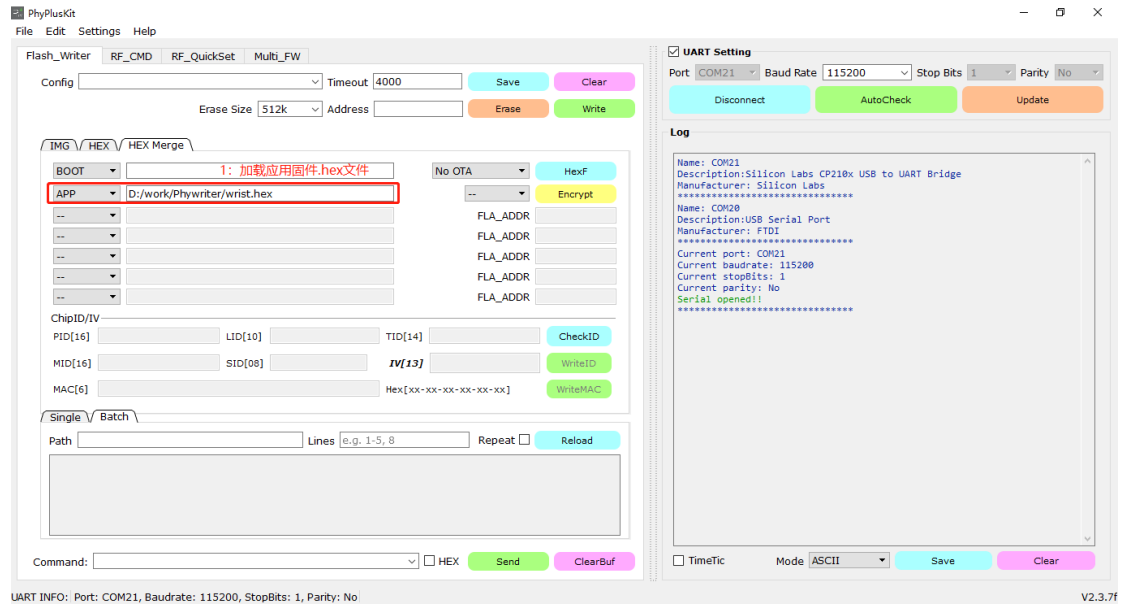 PhyPlusKit
File Edit Settings Help
Flash_Writer RF_CMD RF_QuickSet Multi_FW
Config Timeout 4000 Save Clear
Erase Size 512k Address Erase Write
IMG HEX HEX Merge
BOOT 1：加载应用固件.hex文件 No OTA HexF
APP D:/work/Phywriter/wrist.hex -- Encrypt
-- FLA_ADDR
-- FLA_ADDR
-- FLA_ADDR
-- FLA_ADDR
-- FLA_ADDR
ChipID/IV
PID[16] LID[10] TID[14] CheckID
MID[16] SID[08] IV[13] WriteID
MAC[6] Hex[xx-xx-xx-xx-xx-xx] WriteMAC
Single Batch
Path Lines e.g. 1-5, 8 Repeat Reload
Command: HEX Send ClearBuf
UART Setting
Port COM21 Baud Rate 115200 Stop Bits 1 Parity No
Disconnect AutoCheck Update
Log
Name: COM21
Description:Silicon Labs CP210x USB to UART Bridge
Manufacturer: Silicon Labs
*******************************
Name: COM20
Description:USB Serial Port
Manufacturer: FTDI
*******************************
Current port: COM21
Current baudrate: 115200
Current stopBits: 1
Current parity: No
Serial opened!!
*******************************
TimeTic Mode ASCII Save Clear
UART INFO: Port: COM21, Baudrate: 115200, StopBits: 1, Parity: No V2.3.7f